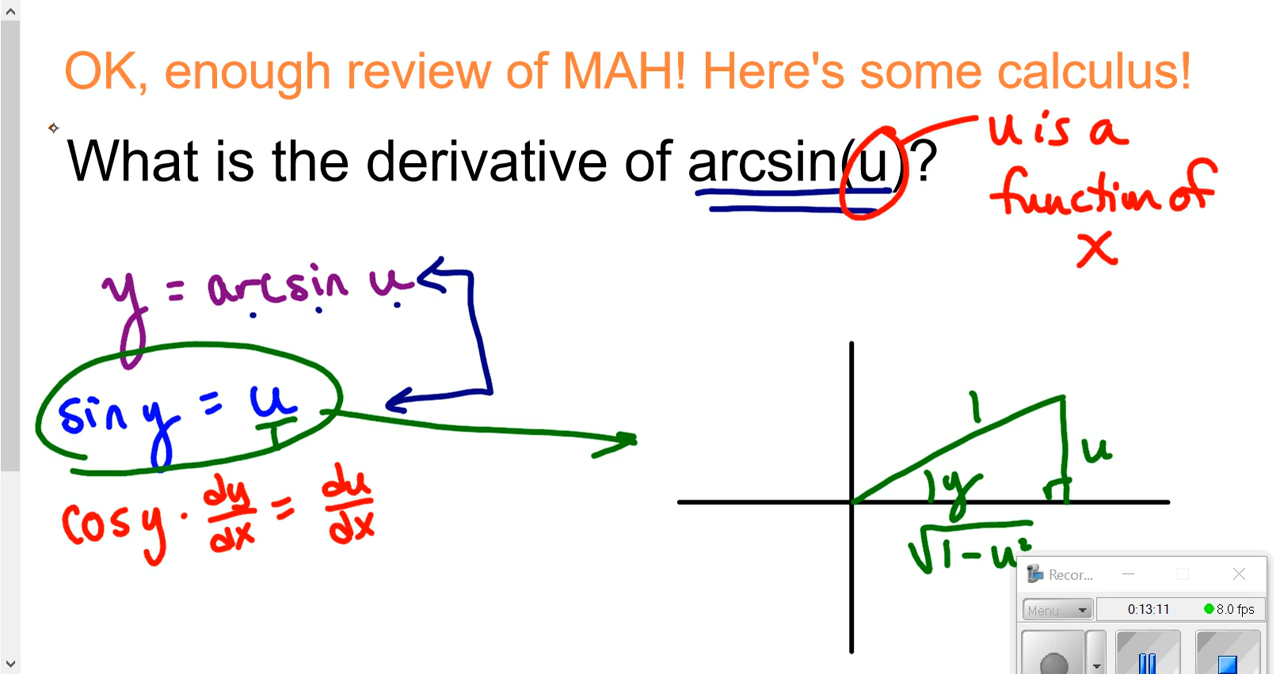 OK, enough review of MAH! Here's some calculus!
What is the derivative of arcsin(u)?
u is a
function of
x
y = arcsin u
sin y = u
cos y · dy/dx = du/dx
1
u
y
√1-u²
Recor...
Menu
0:13:11
8.0 fps